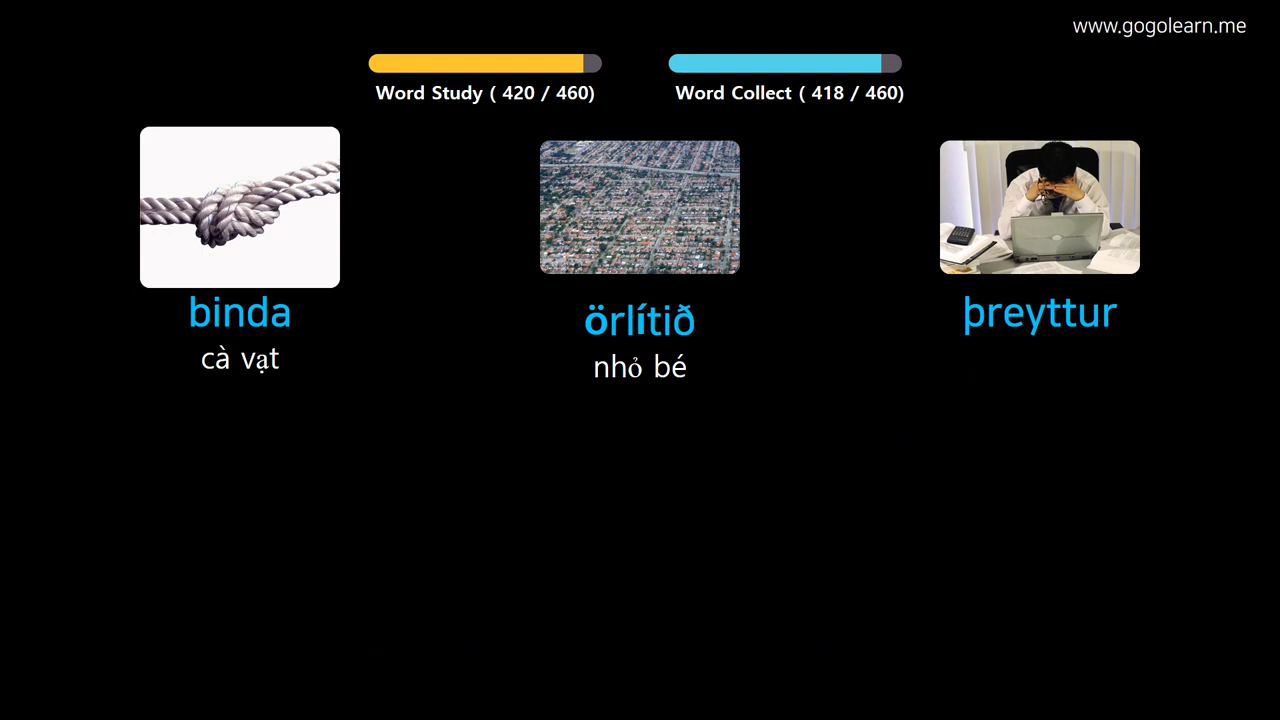 www.gogolearn.me
Word Study ( 420 / 460)
Word Collect ( 418 / 460)
binda
cà vạt
örlítið
nhỏ bé
þreyttur